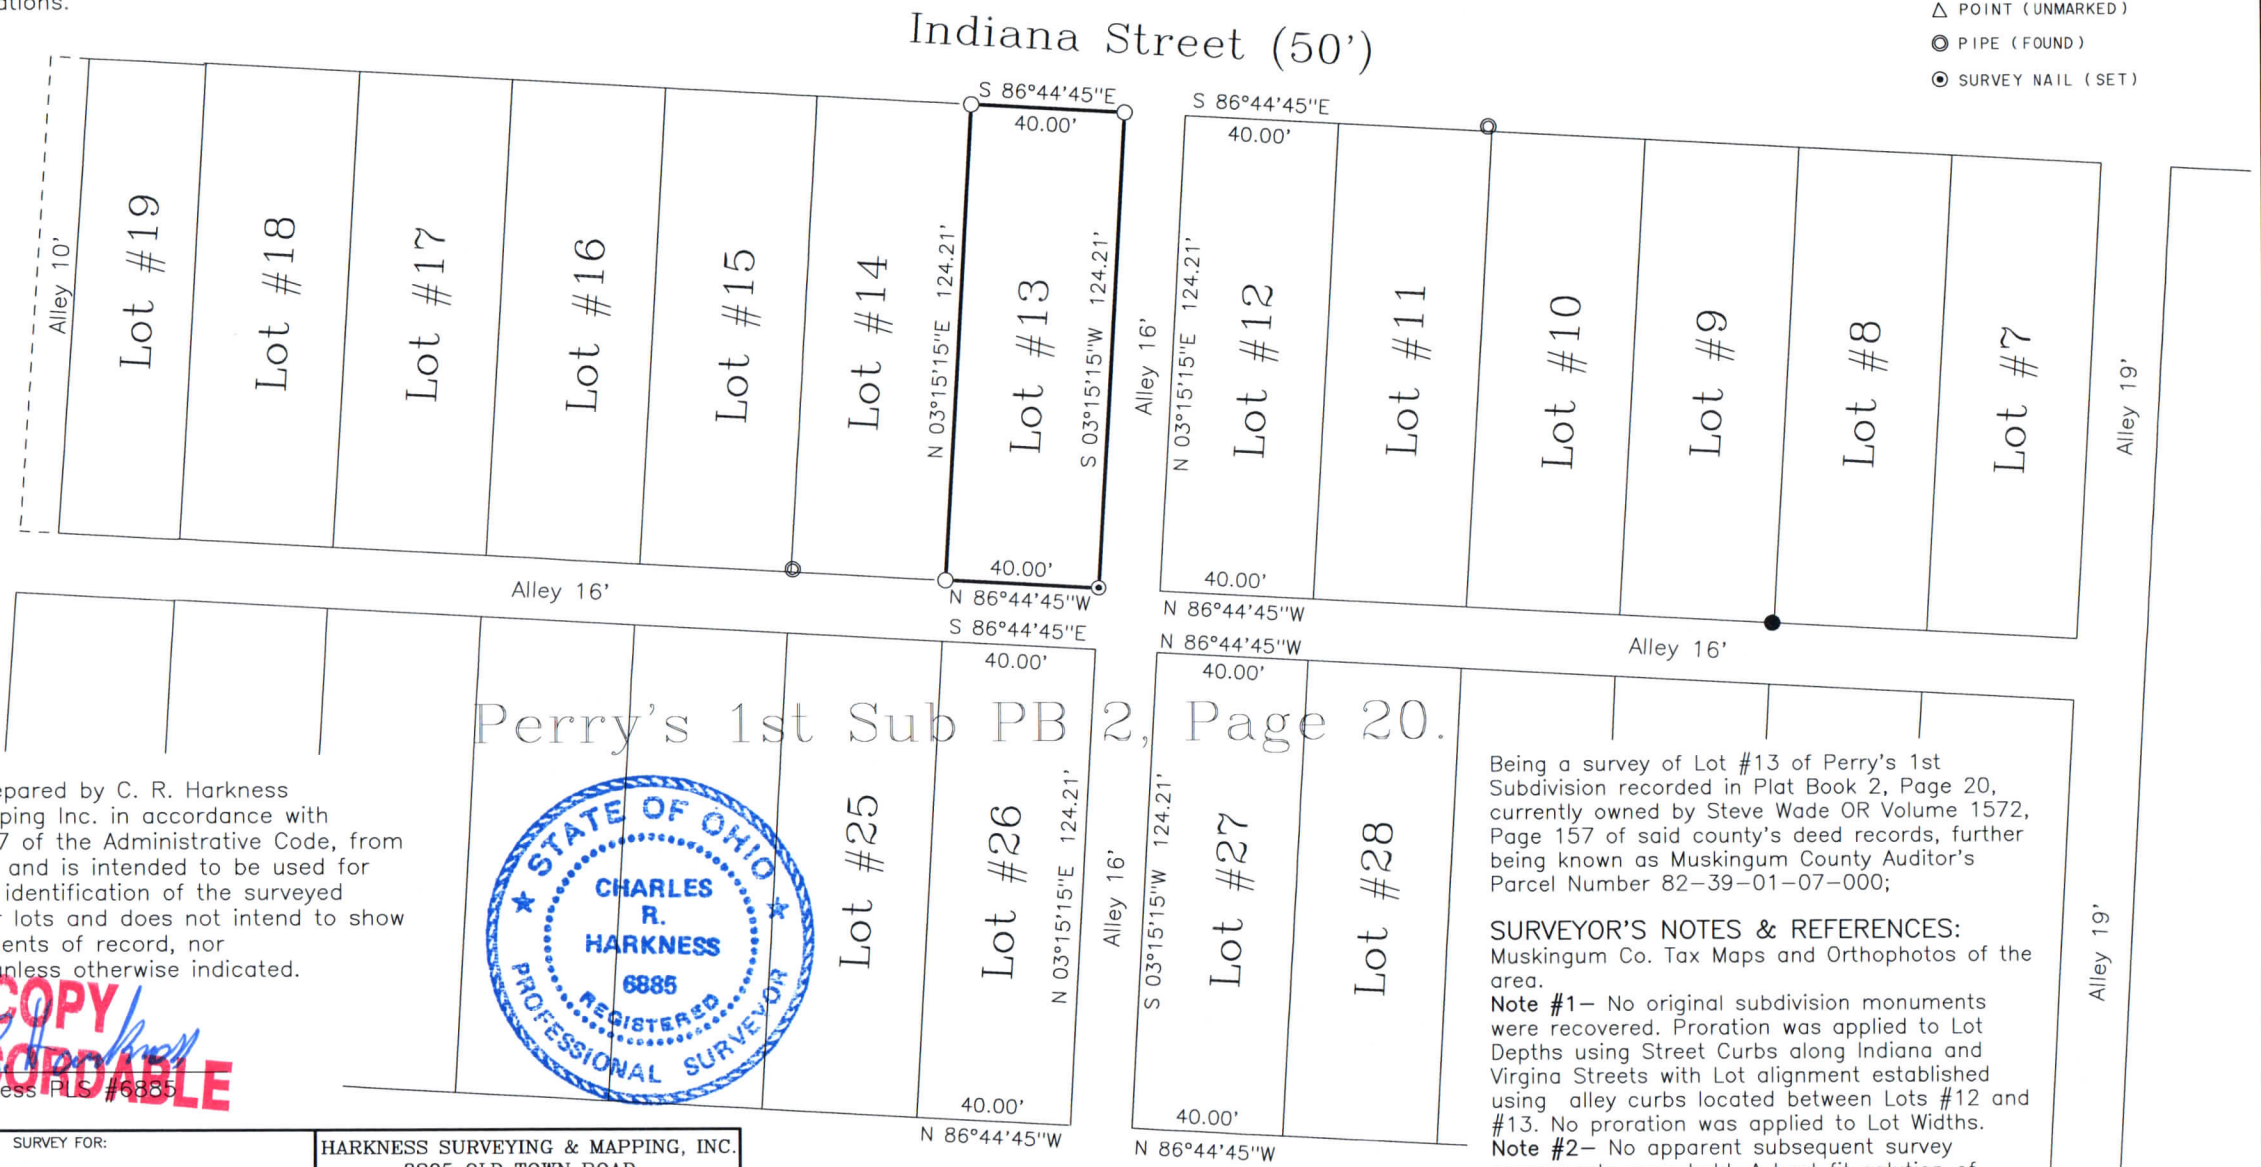 ations.
Indiana Street (50')
△ POINT (UNMARKED)
◎ PIPE (FOUND)
SURVEY NAIL (SET)
S 86°44'45"E
40.00'
S 86°44'45"E
40.00'
Alley 10'
Lot #19
Lot #18
Lot #17
Lot #16
Lot #15
Lot #14
N 03°15'15"E 124.21'
Lot #13
S 03°15'15"W 124.21'
Alley 16'
N 03°15'15"E 124.21'
Lot #12
Lot #11
Lot #10
Lot #9
Lot #8
Lot #7
Alley 19'
40.00'
N 86°44'45"W
40.00'
N 86°44'45"W
Alley 16'
S 86°44'45"E
40.00'
N 86°44'45"W
40.00'
Alley 16'
Perry's 1st Sub PB 2, Page 20.
epared by C. R. Harkness
ping Inc. in accordance with
7 of the Administrative Code, from
and is intended to be used for
identification of the surveyed
lots and does not intend to show
ents of record, nor
unless otherwise indicated.
COPY
CORDABLE
ess PLS #6885
STATE OF OHIO
CHARLES
R.
HARKNESS
6885
REGISTERED
PROFESSIONAL SURVEYOR
Lot #25
Lot #26
N 03°15'15"E 124.21'
Alley 16'
S 03°15'15"W 124.21'
Lot #27
Lot #28
40.00'
N 86°44'45"W
40.00'
N 86°44'45"W
Being a survey of Lot #13 of Perry's 1st
Subdivision recorded in Plat Book 2, Page 20,
currently owned by Steve Wade OR Volume 1572,
Page 157 of said county's deed records, further
being known as Muskingum County Auditor's
Parcel Number 82-39-01-07-000;
SURVEYOR'S NOTES & REFERENCES:
Muskingum Co. Tax Maps and Orthophotos of the
area.
Note #1- No original subdivision monuments
were recovered. Proration was applied to Lot
Depths using Street Curbs along Indiana and
Virgina Streets with Lot alignment established
using alley curbs located between Lots #12 and
#13. No proration was applied to Lot Widths.
Note #2- No apparent subsequent survey
Alley 19'
SURVEY FOR:
HARKNESS SURVEYING & MAPPING, INC.
OLD TOWN ROAD